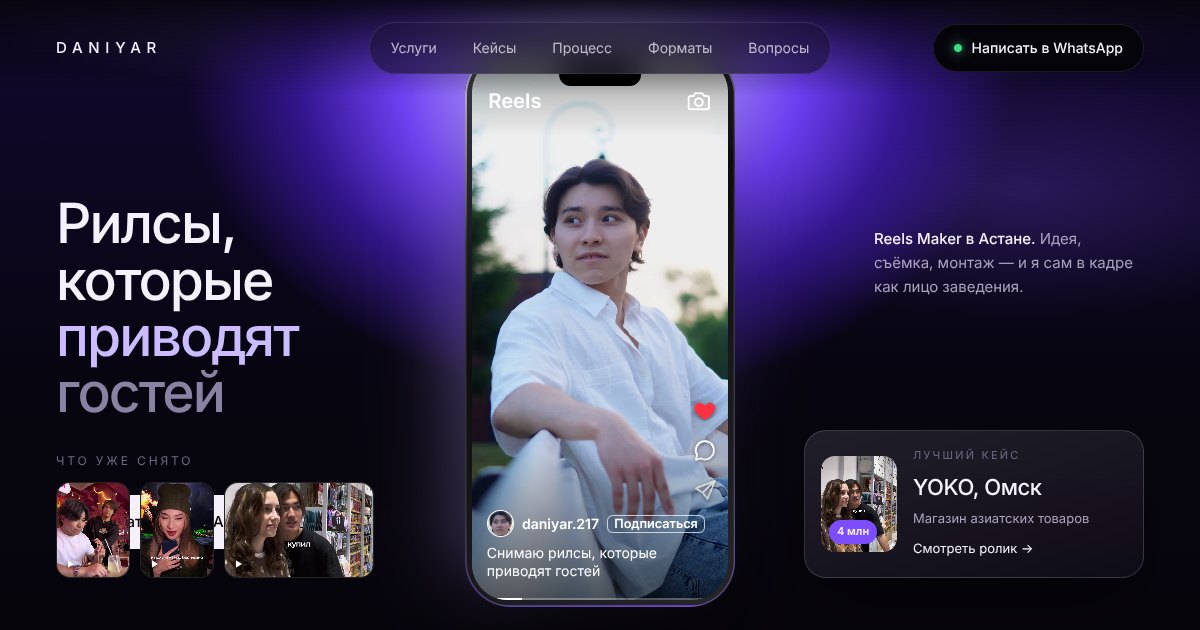 DANIYAR
Услуги
Кейсы
Процесс
Форматы
Вопросы
Написать в WhatsApp
Reels
Рилсы,
которые
приводят
гостей
Reels Maker в Астане. Идея,
съёмка, монтаж — и я сам в кадре
как лицо заведения.
ЧТО УЖЕ СНЯТО
купил
daniyar.217
Подписаться
Снимаю рилсы, которые
приводят гостей
ЛУЧШИЙ КЕЙС
YOKO, Омск
4 млн
Магазин азиатских товаров
Смотреть ролик →